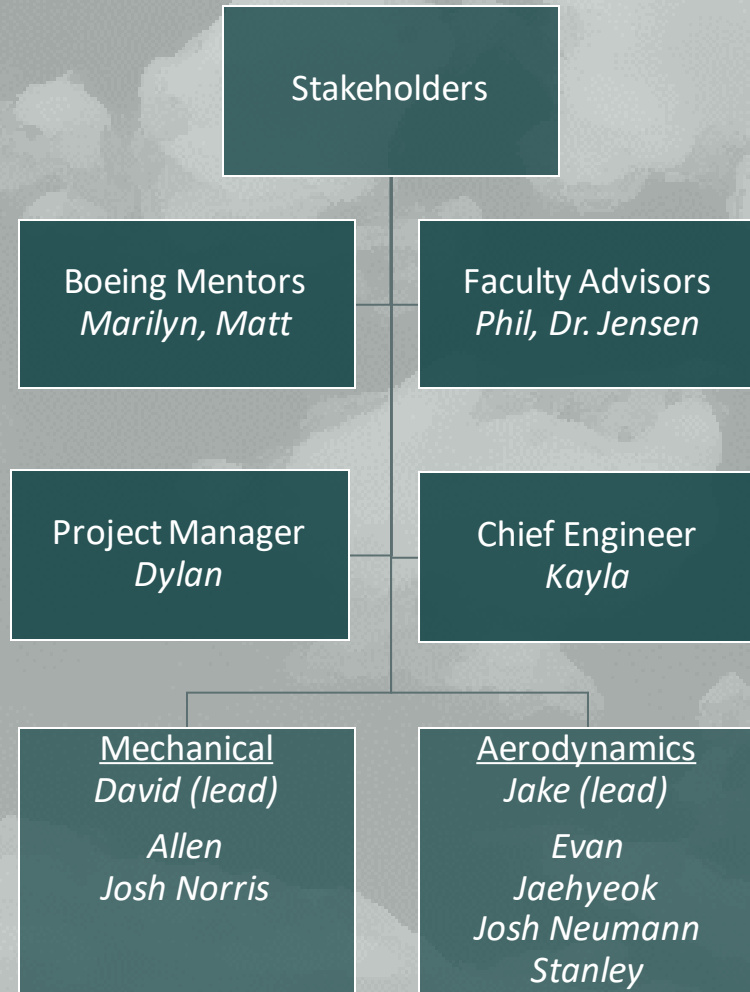 Stakeholders
Boeing Mentors
Marilyn, Matt
Faculty Advisors
Phil, Dr. Jensen
Project Manager
Dylan
Chief Engineer
Kayla
Mechanical
David (lead)
Allen
Josh Norris
Aerodynamics
Jake (lead)
Evan
Jaehyeok
Josh Neumann
Stanley